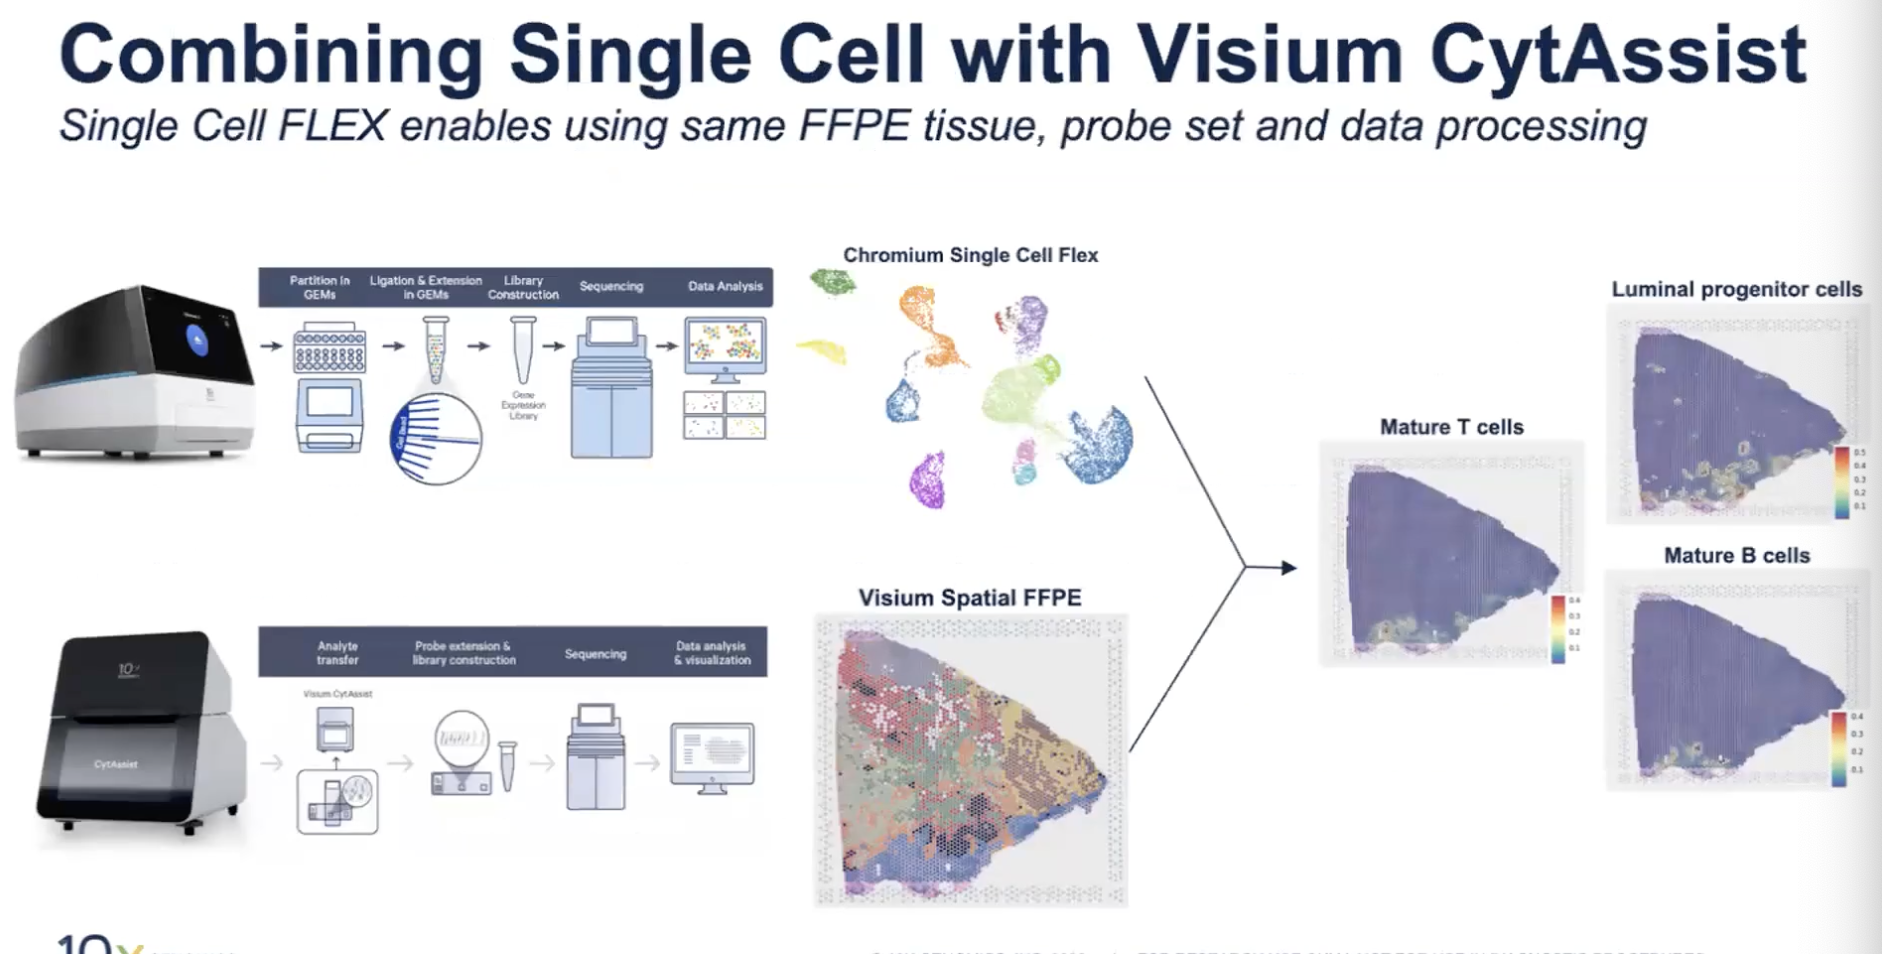 Combining Single Cell with Visium CytAssist
Single Cell FLEX enables using same FFPE tissue, probe set and data processing
Chromium Single Cell Flex
Partition in
GEMs
Ligation & Extension
in GEMs
Library
Construction
Sequencing
Data Analysis
Gel Bead
Gene
Expression
Library
Luminal progenitor cells
0.5
0.4
0.3
0.2
0.1
Mature T cells
0.4
0.3
0.2
0.1
Mature B cells
0.4
0.3
0.2
0.1
Visium Spatial FFPE
10x
CytAssist
Analyte
transfer
Probe extension &
library construction
Sequencing
Data analysis
& visualization
Visium CytAssist
10x